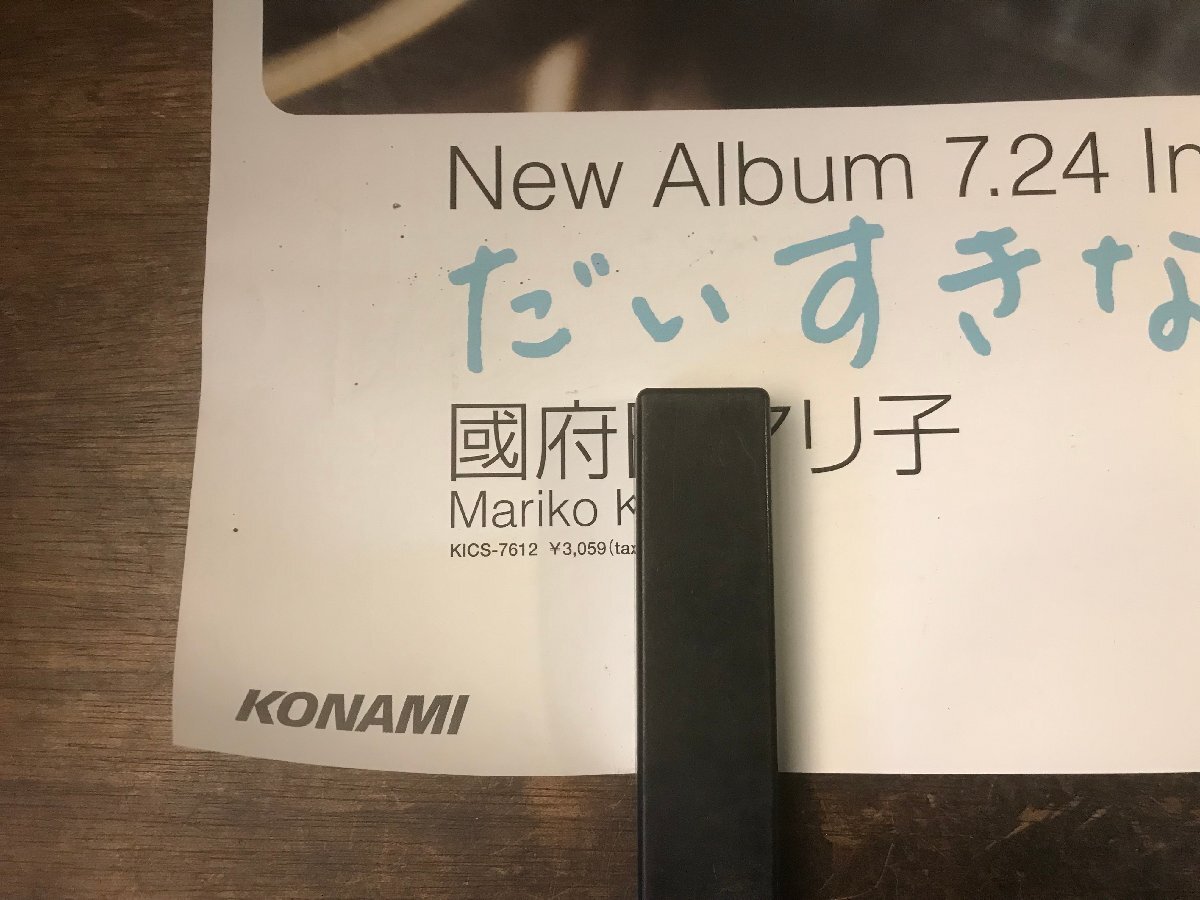 New Album 7.24 In
だいすきな
國府 マリ子
Mariko K
KICS-7612 ¥3,059(tax
KONAMI